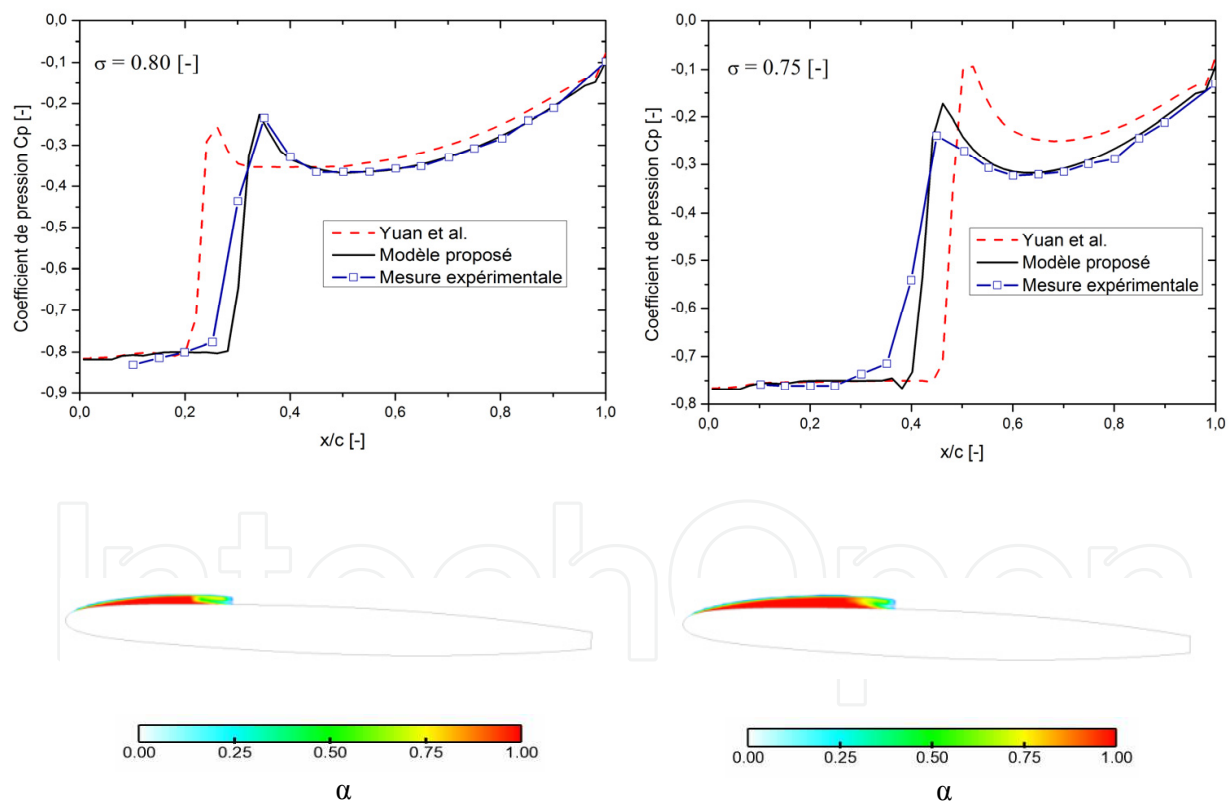 0,0
-0,1
-0,2
-0,3
-0,4
-0,5
-0,6
-0,7
-0,8
-0,9
Coefficient de pression Cp [-]
σ = 0.80 [-]
Yuan et al.
Modèle proposé
Mesure expérimentale
0,0 0,2 0,4 0,6 0,8 1,0
x/c [-]
0,0
-0,1
-0,2
-0,3
-0,4
-0,5
-0,6
-0,7
-0,8
Coefficient de pression Cp [-]
σ = 0.75 [-]
Yuan et al.
Modèle proposé
Mesure expérimentale
0,0 0,2 0,4 0,6 0,8 1,0
x/c [-]
IntechOpen
0.00 0.25 0.50 0.75 1.00
α
0.00 0.25 0.50 0.75 1.00
α